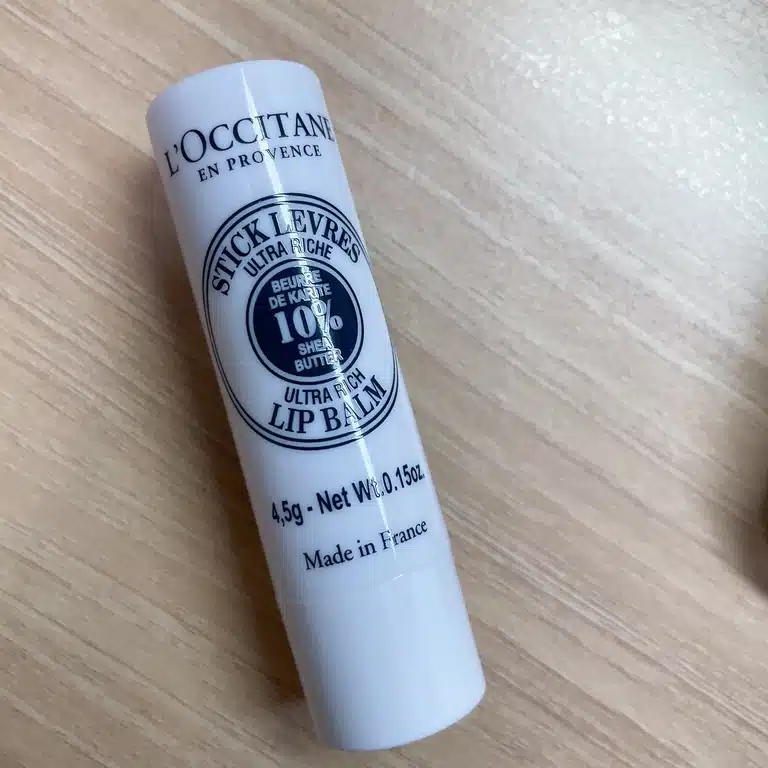 L'OCCITANE
EN PROVENCE
STICK LEVRES
ULTRA RICHE
BEURRE
DE KARITE
10%
SHEA
BUTTER
ULTRA RICH
LIP BALM
4,5g - Net Wt.0.15oz.
Made in France